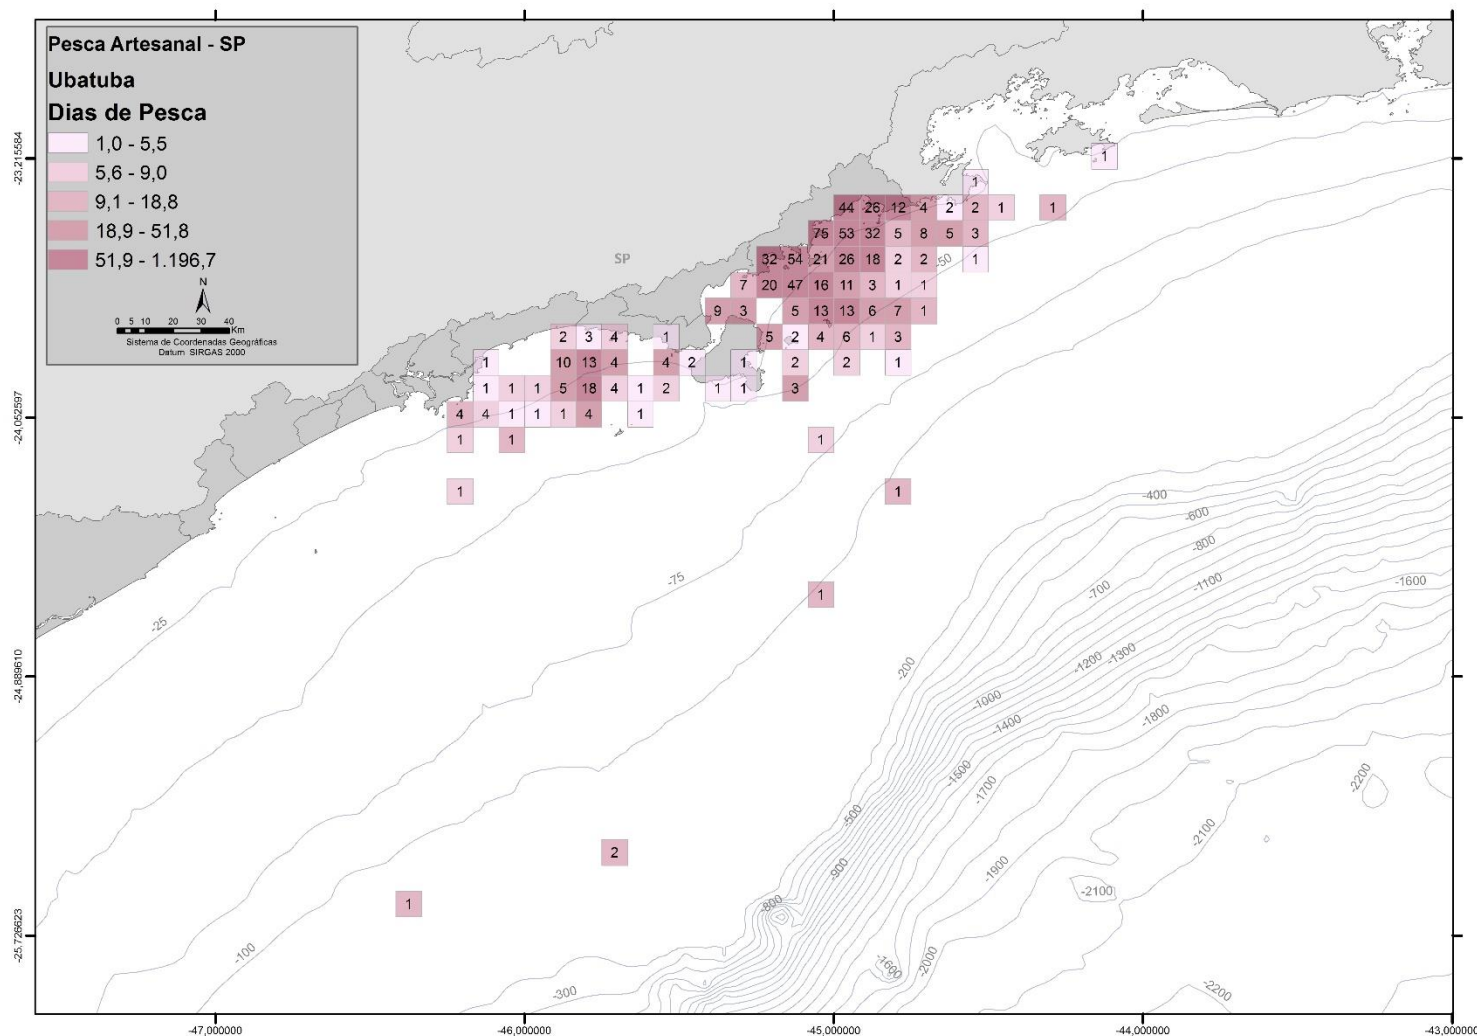 Pesca Artesanal - SP
Ubatuba
Dias de Pesca
1,0 - 5,5
5,6 - 9,0
9,1 - 18,8
18,9 - 51,8
51,9 - 1.196,7
N
0 5 10 20 30 40
Km
Sistema de Coordenadas Geográficas
Datum SIRGAS 2000
SP
1
1
44 26 12 4 2 2 1 1
75 53 32 5 8 5 3
32 54 21 26 18 2 2 1
-50
7 20 47 16 11 3 1 1
9 3 5 13 13 6 7 1
2 3 4 1 5 2 4 6 1 3
1 10 13 4 4 2 1 2 2 1
1 1 1 5 18 4 1 2 1 1 3
4 4 1 1 1 4 1
1 1 1
1 1
1
2
1
-25
-75
-100
-300
-200
-400
-600
-800
-700
-1100
-1600
-1200
-1300
-1000
-1400
-1800
-1500
-1700
-500
-900
-800
-1900
-2100
-2200
-2100
-1600
-2000
-2200
-23,215584
-24,052597
-24,889610
-25,726623
-47,000000
-46,000000
-45,000000
-44,000000
-43,000000